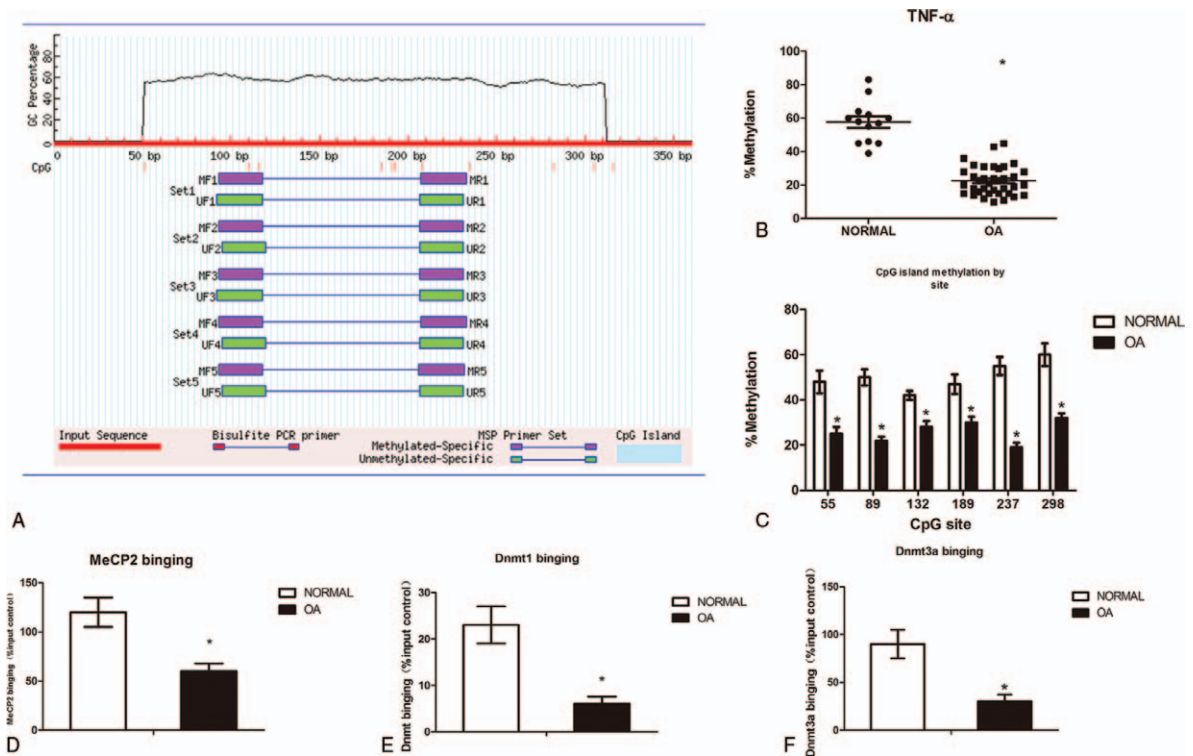 GC Percentage
0 20 40 60 80
0 50 bp 100 bp 150 bp 200 bp 250 bp 300 bp 350 bp
CpG
MF1 MR1
Set1
UF1 UR1
MF2 MR2
Set2
UF2 UR2
MF3 MR3
Set3
UF3 UR3
MF4 MR4
Set4
UF4 UR4
MF5 MR5
Set5
UF5 UR5
Input Sequence Bisulfite PCR primer MSP Primer Set CpG Island
Methylated-Specific
Unmethylated-Specific
A
TNF-α
%Methylation
100
80
60
40
20
0
*
NORMAL OA
B
CpG island methylation by
site
%Methylation
80
60
40
20
0
* * * * * *
55 89 132 189 237 298
CpG site
NORMAL
OA
C
MeCP2 binging
MeCP2 binging (%input control)
150
100
50
0
*
NORMAL
OA
D
Dnmt1 binging
Dnmt binging (%input control)
30
20
10
0
*
NORMAL
OA
E
Dnmt3a binging
Dnmt3a binging (%input control)
150
100
50
0
*
NORMAL
OA
F